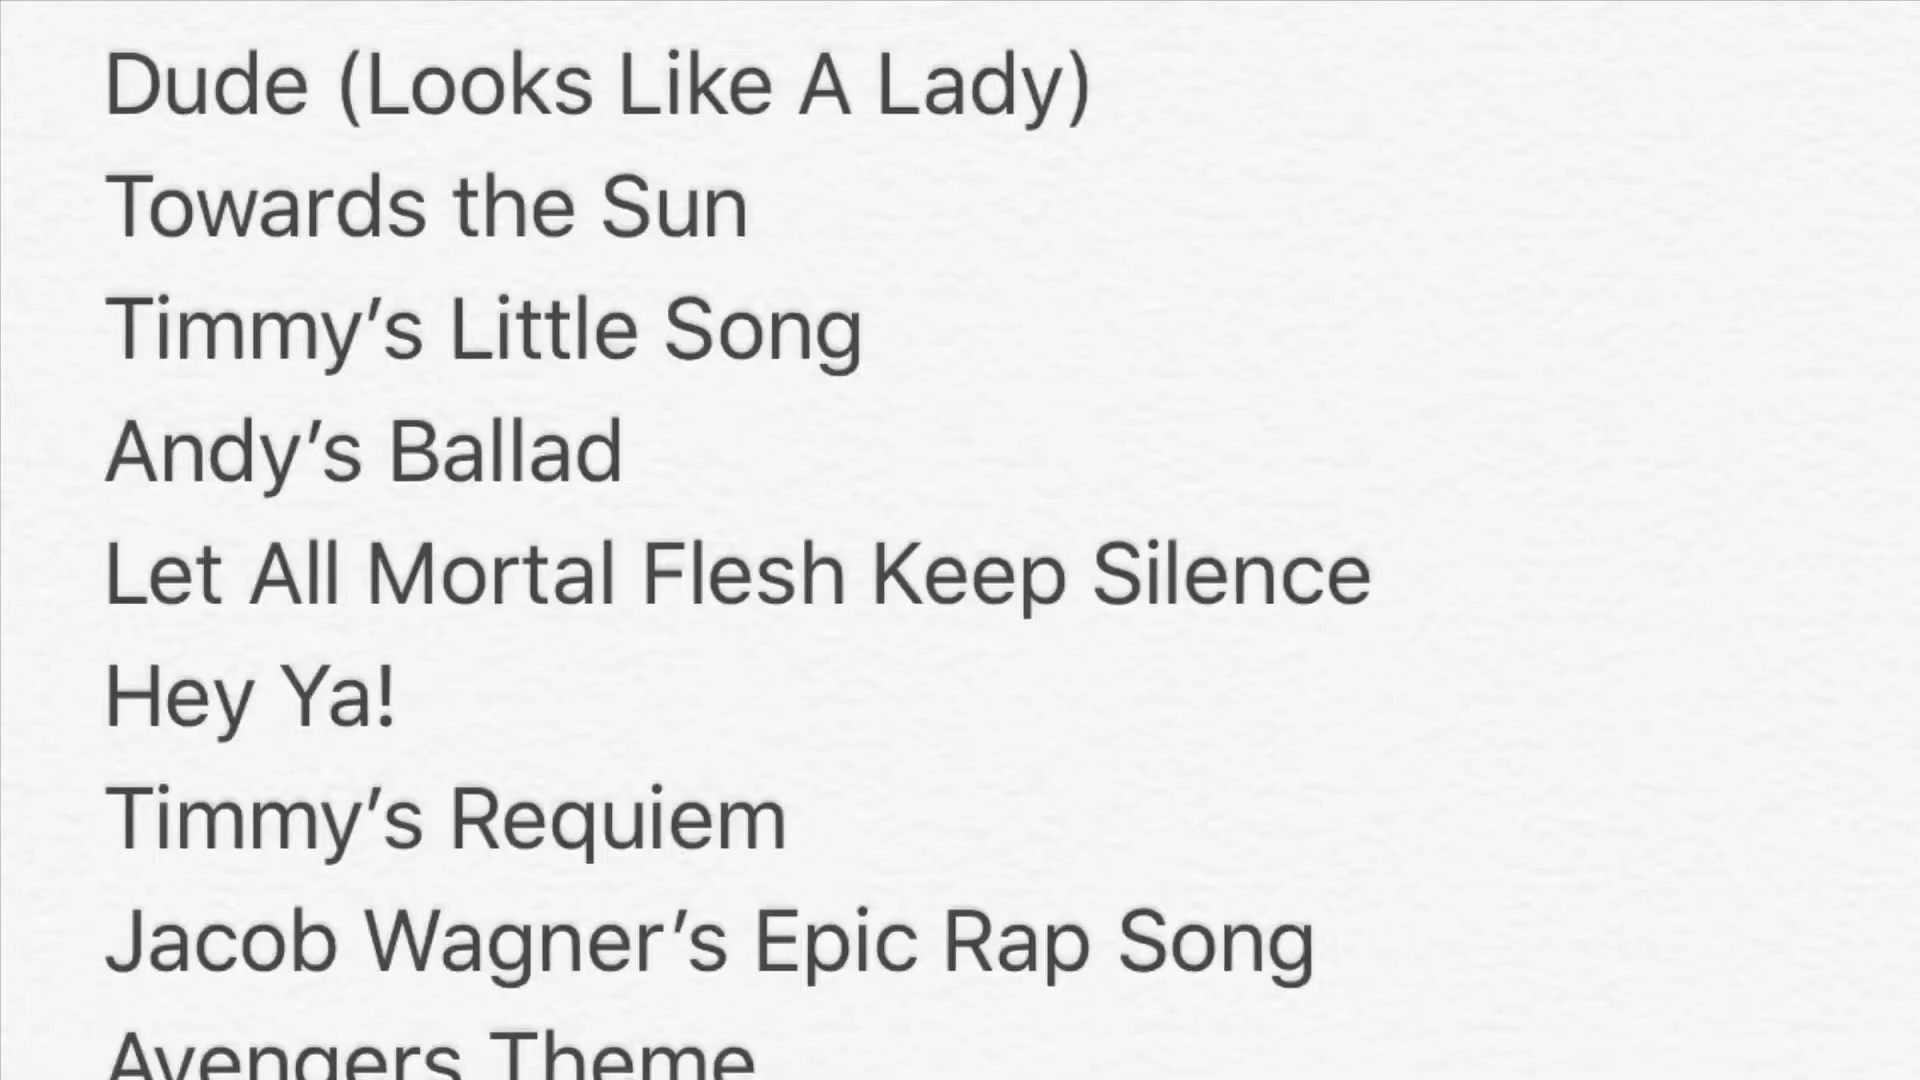 Dude (Looks Like A Lady)
Towards the Sun
Timmy’s Little Song
Andy’s Ballad
Let All Mortal Flesh Keep Silence
Hey Ya!
Timmy’s Requiem
Jacob Wagner’s Epic Rap Song
Avengers Theme